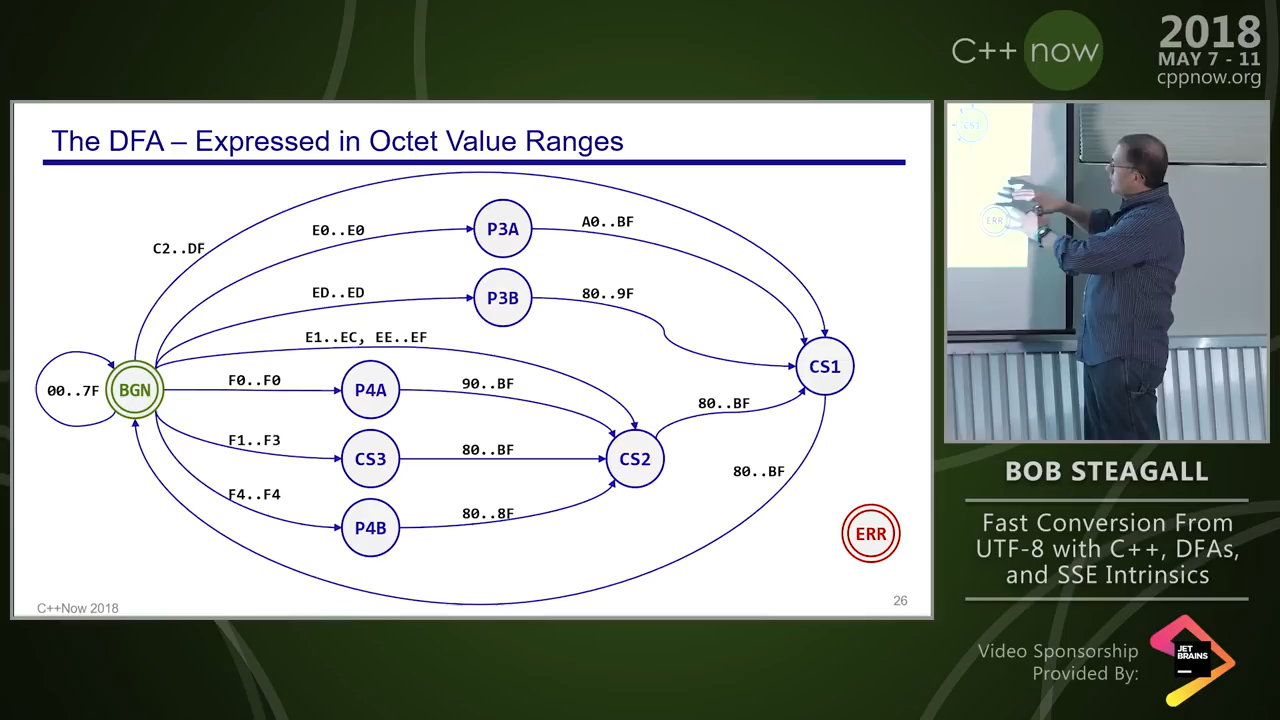 C++ now
2018
MAY 7 - 11
cppnow.org
The DFA – Expressed in Octet Value Ranges
C2..DF
E0..E0
P3A
A0..BF
ED..ED
P3B
80..9F
E1..EC, EE..EF
00..7F
BGN
F0..F0
P4A
90..BF
CS1
80..BF
F1..F3
CS3
80..BF
CS2
80..BF
F4..F4
P4B
80..8F
ERR
C++Now 2018
26
CS1
ERR
BOB STEAGALL
Fast Conversion From
UTF-8 with C++, DFAs,
and SSE Intrinsics
Video Sponsorship
Provided By:
JET
BRAINS